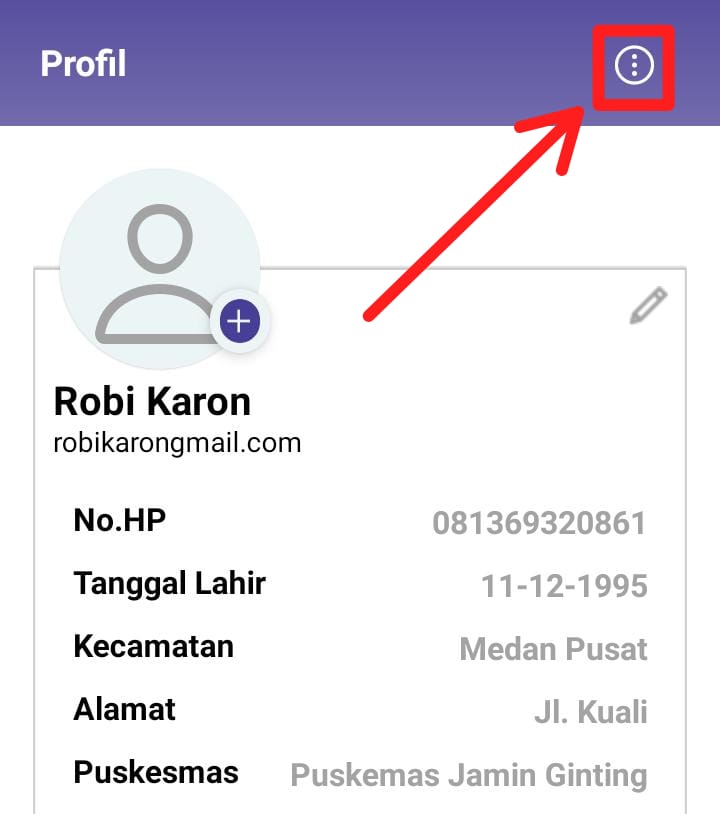 Profil
Robi Karon
robikarongmail.com
No.HP 081369320861
Tanggal Lahir 11-12-1995
Kecamatan Medan Pusat
Alamat Jl. Kuali
Puskesmas Puskemas Jamin Ginting